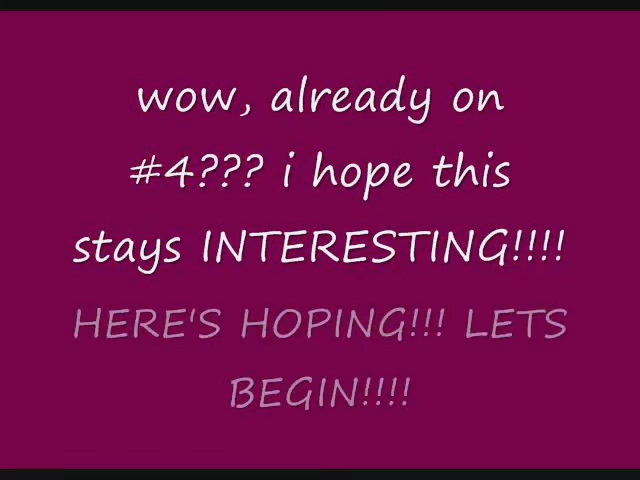 wow, already on
#4??? i hope this
stays INTERESTING!!!!
HERE'S HOPING!!! LETS
BEGIN!!!!